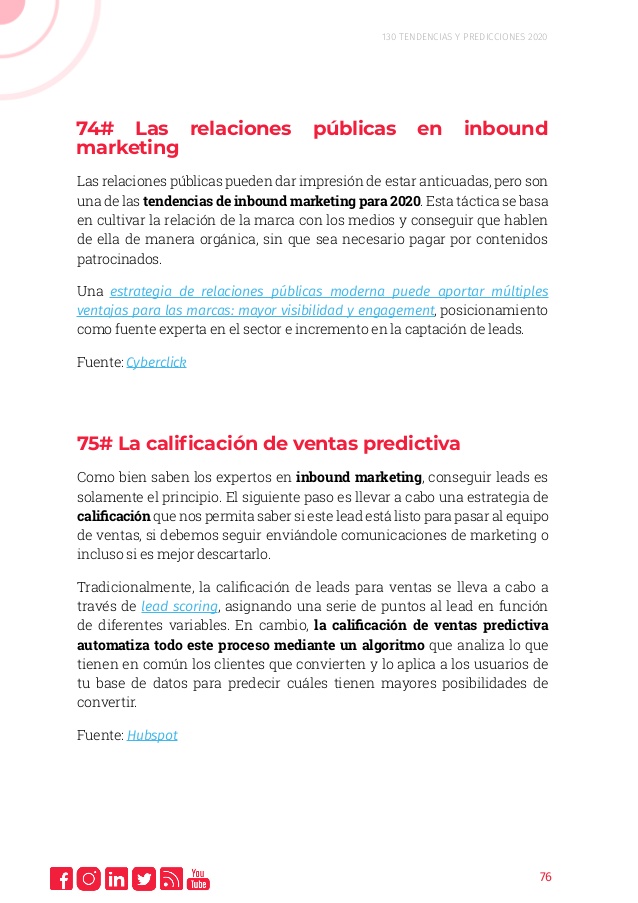 130 TENDENCIAS Y PREDICCIONES 2020
74# Las relaciones públicas en inbound
marketing
Las relaciones públicas pueden dar impresión de estar anticuadas, pero son
una de las tendencias de inbound marketing para 2020. Esta táctica se basa
en cultivar la relación de la marca con los medios y conseguir que hablen
de ella de manera orgánica, sin que sea necesario pagar por contenidos
patrocinados.
Una estrategia de relaciones públicas moderna puede aportar múltiples
ventajas para las marcas: mayor visibilidad y engagement, posicionamiento
como fuente experta en el sector e incremento en la captación de leads.
Fuente: Cyberclick
75# La calificación de ventas predictiva
Como bien saben los expertos en inbound marketing, conseguir leads es
solamente el principio. El siguiente paso es llevar a cabo una estrategia de
calificación que nos permita saber si este lead está listo para pasar al equipo
de ventas, si debemos seguir enviándole comunicaciones de marketing o
incluso si es mejor descartarlo.
Tradicionalmente, la calificación de leads para ventas se lleva a cabo a
través de lead scoring, asignando una serie de puntos al lead en función
de diferentes variables. En cambio, la calificación de ventas predictiva
automatiza todo este proceso mediante un algoritmo que analiza lo que
tienen en común los clientes que convierten y lo aplica a los usuarios de
tu base de datos para predecir cuáles tienen mayores posibilidades de
convertir.
Fuente: Hubspot
You
Tube
76